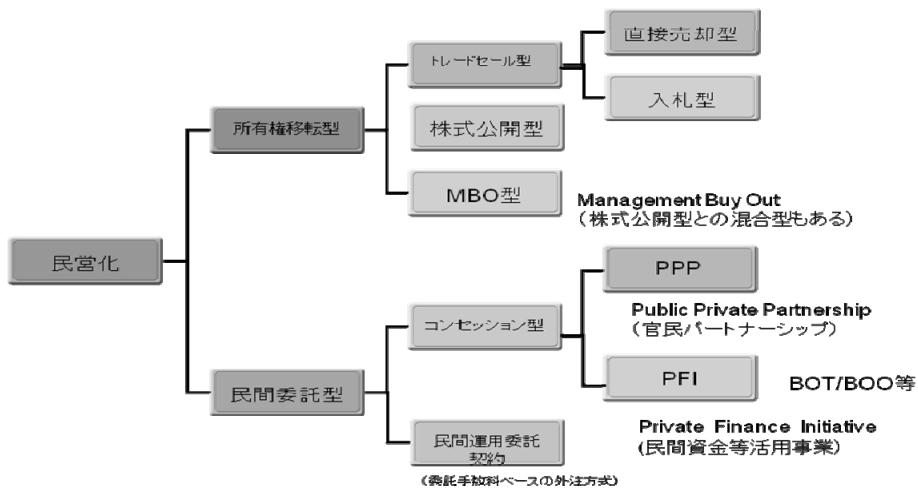 民営化
所有権移転型
トレードセール型
直接売却型
入札型
株式公開型
MBO型
Management Buy Out
(株式公開型との混合型もある)
民間委託型
コンセッション型
PPP
Public Private Partnership
(官民パートナーシップ)
PFI
BOT/BOO等
Private Finance Initiative
(民間資金等活用事業)
民間運用委託
契約
(委託手数料ベースの外注方式)